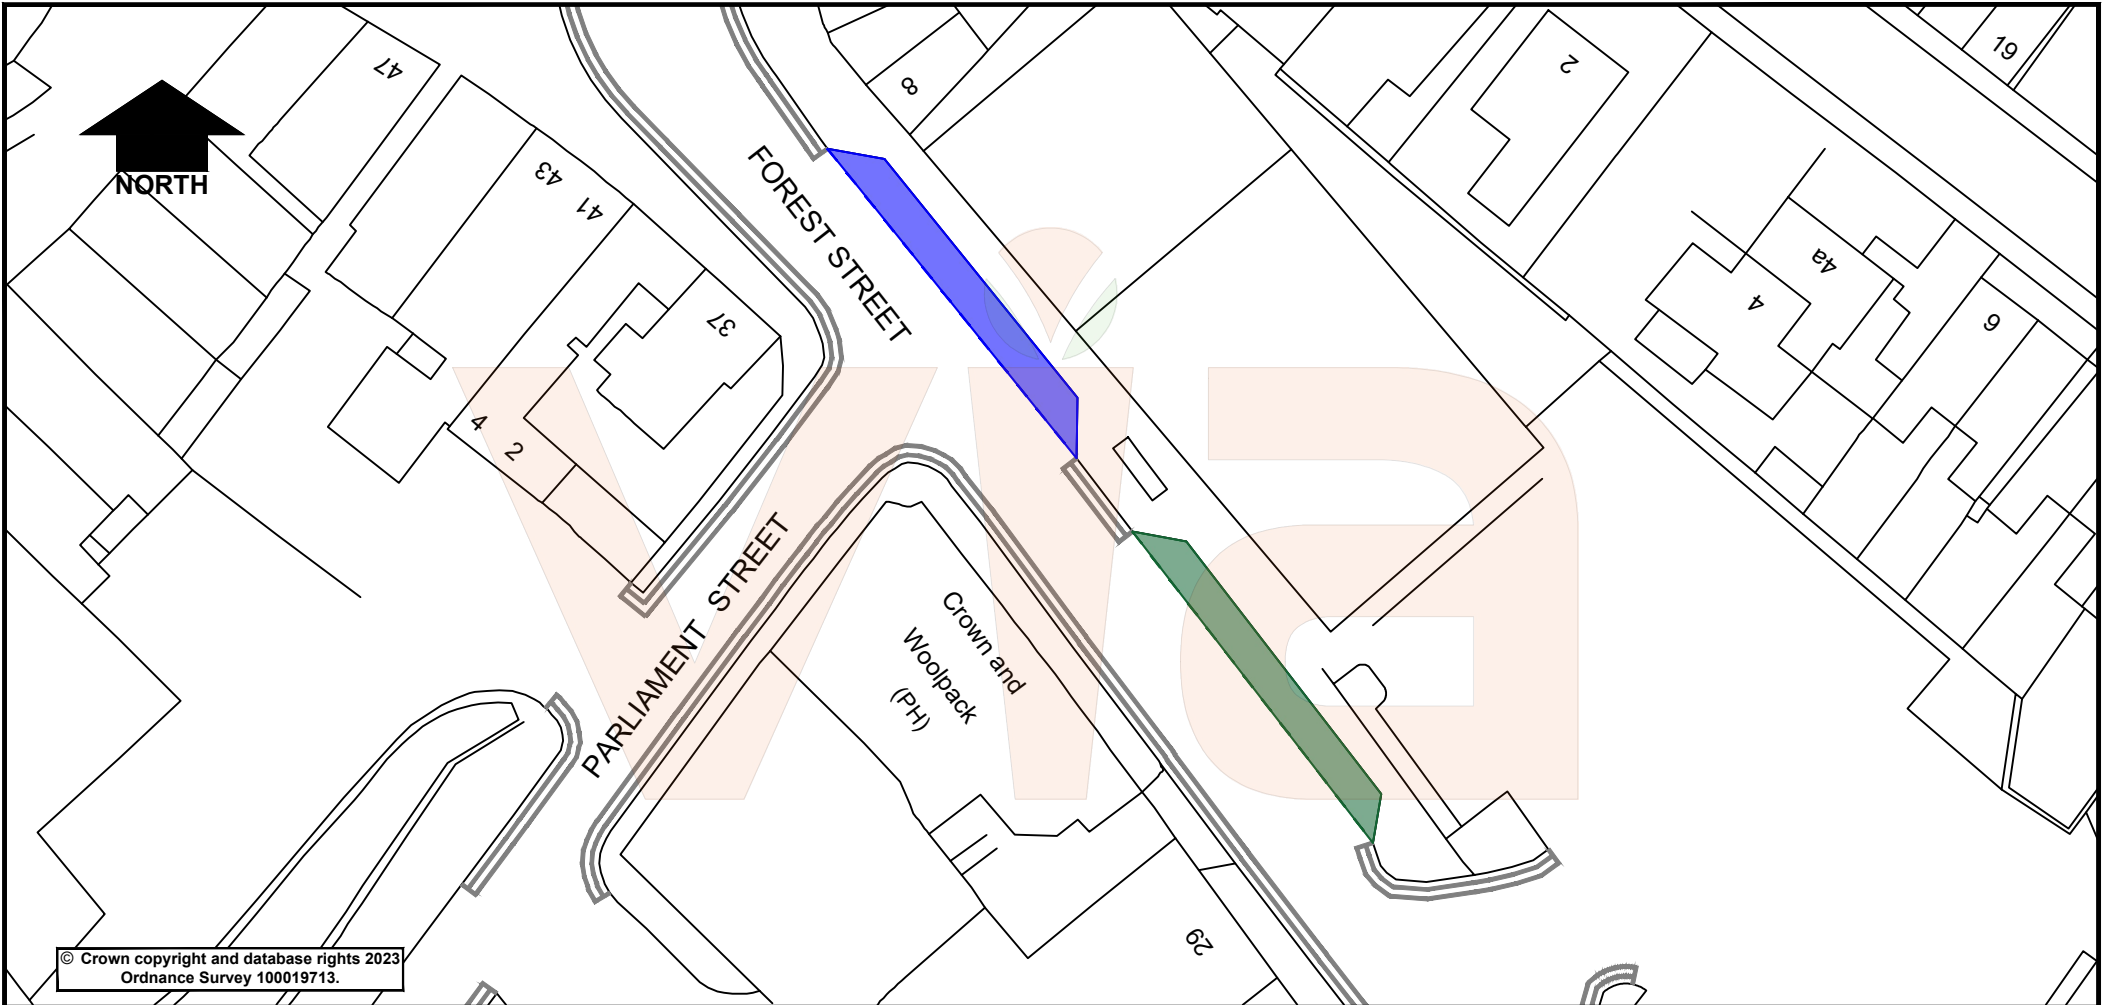 47
NORTH
43
41
37
4
2
FOREST STREET
8
2
19
4a
4
6
PARLIAMENT STREET
Crown and
Woolpack
(PH)
29
via
© Crown copyright and database rights 2023
Ordnance Survey 100019713.